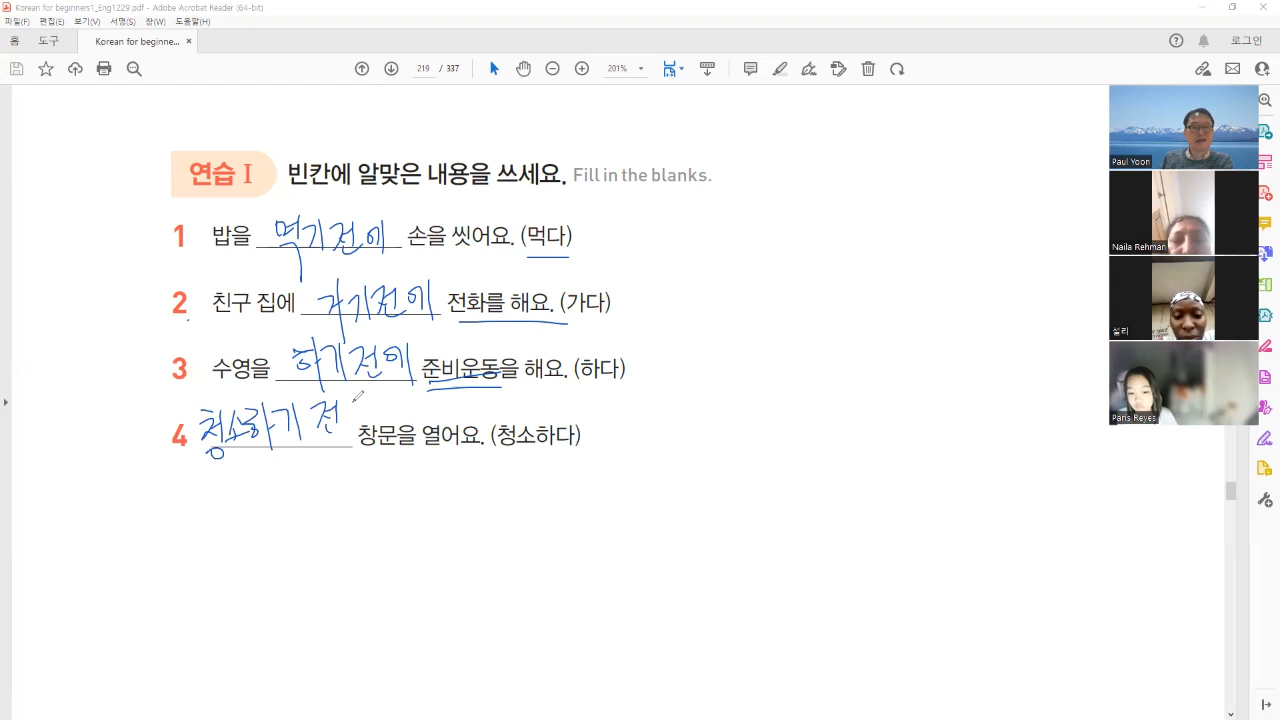 Korean for beginners1_Eng1229.pdf - Adobe Acrobat Reader (64-bit)
파일(F) 편집(E) 보기(V) 서명(S) 창(W) 도움말(H)
홈 도구 Korean for beginne... × 로그인
219 / 337 201%
연습 I 빈칸에 알맞은 내용을 쓰세요. Fill in the blanks.
1 밥을 먹기전에 손을 씻어요. (먹다)
2 친구 집에 가기전에 전화를 해요. (가다)
3 수영을 하기전에 준비운동을 해요. (하다)
4 청소하기 전 창문을 열어요. (청소하다)
Paul Yoon
Naila Rehman
설리
Paris Reyes